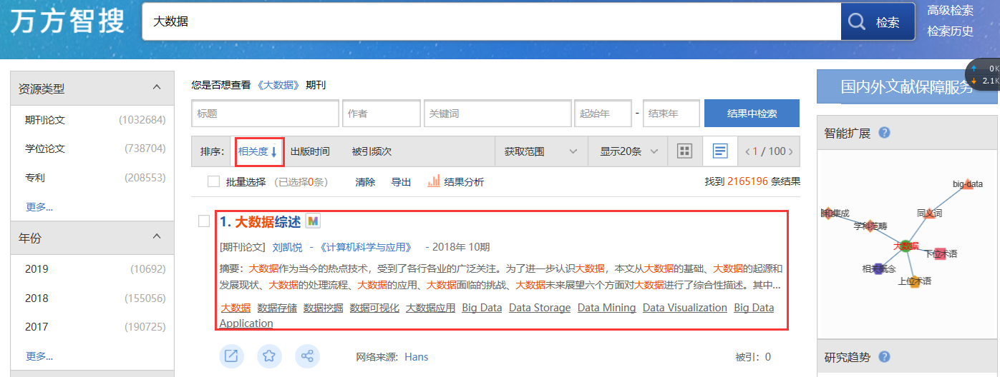 万方智搜
大数据
检索
高级检索
检索历史
0K
2.1K
资源类型
期刊论文 (1032684)
学位论文 (738704)
专利 (208553)
更多...
年份
2019 (10692)
2018 (155056)
2017 (190725)
更多...
您是否想查看 《大数据》 期刊
标题 作者 关键词 起始年 - 结束年 结果中检索
排序: 相关度 出版时间 被引频次 获取范围 显示20条 1 / 100
批量选择 (已选择0条) 清除 导出 结果分析 找到 2165196 条结果
1. 大数据综述 M
[期刊论文] 刘凯悦 - 《计算机科学与应用》 - 2018年 10期
摘要：大数据作为当今的热点技术，受到了各行各业的广泛关注。为了进一步认识大数据，本文从大数据的基础、大数据的起源和
发展现状、大数据的处理流程、大数据的应用、大数据面临的挑战、大数据未来展望六个方面对大数据进行了综合性描述。其中...
大数据 数据存储 数据挖掘 数据可视化 大数据应用 Big Data Data Storage Data Mining Data Visualization Big Data
Application
网络来源: Hans 被引: 0
国内外文献保障服务
智能扩展 ?
big-data
同义词
和集成
学科范畴
大数据
下位术语
相关概念
上位术语
研究趋势 ?